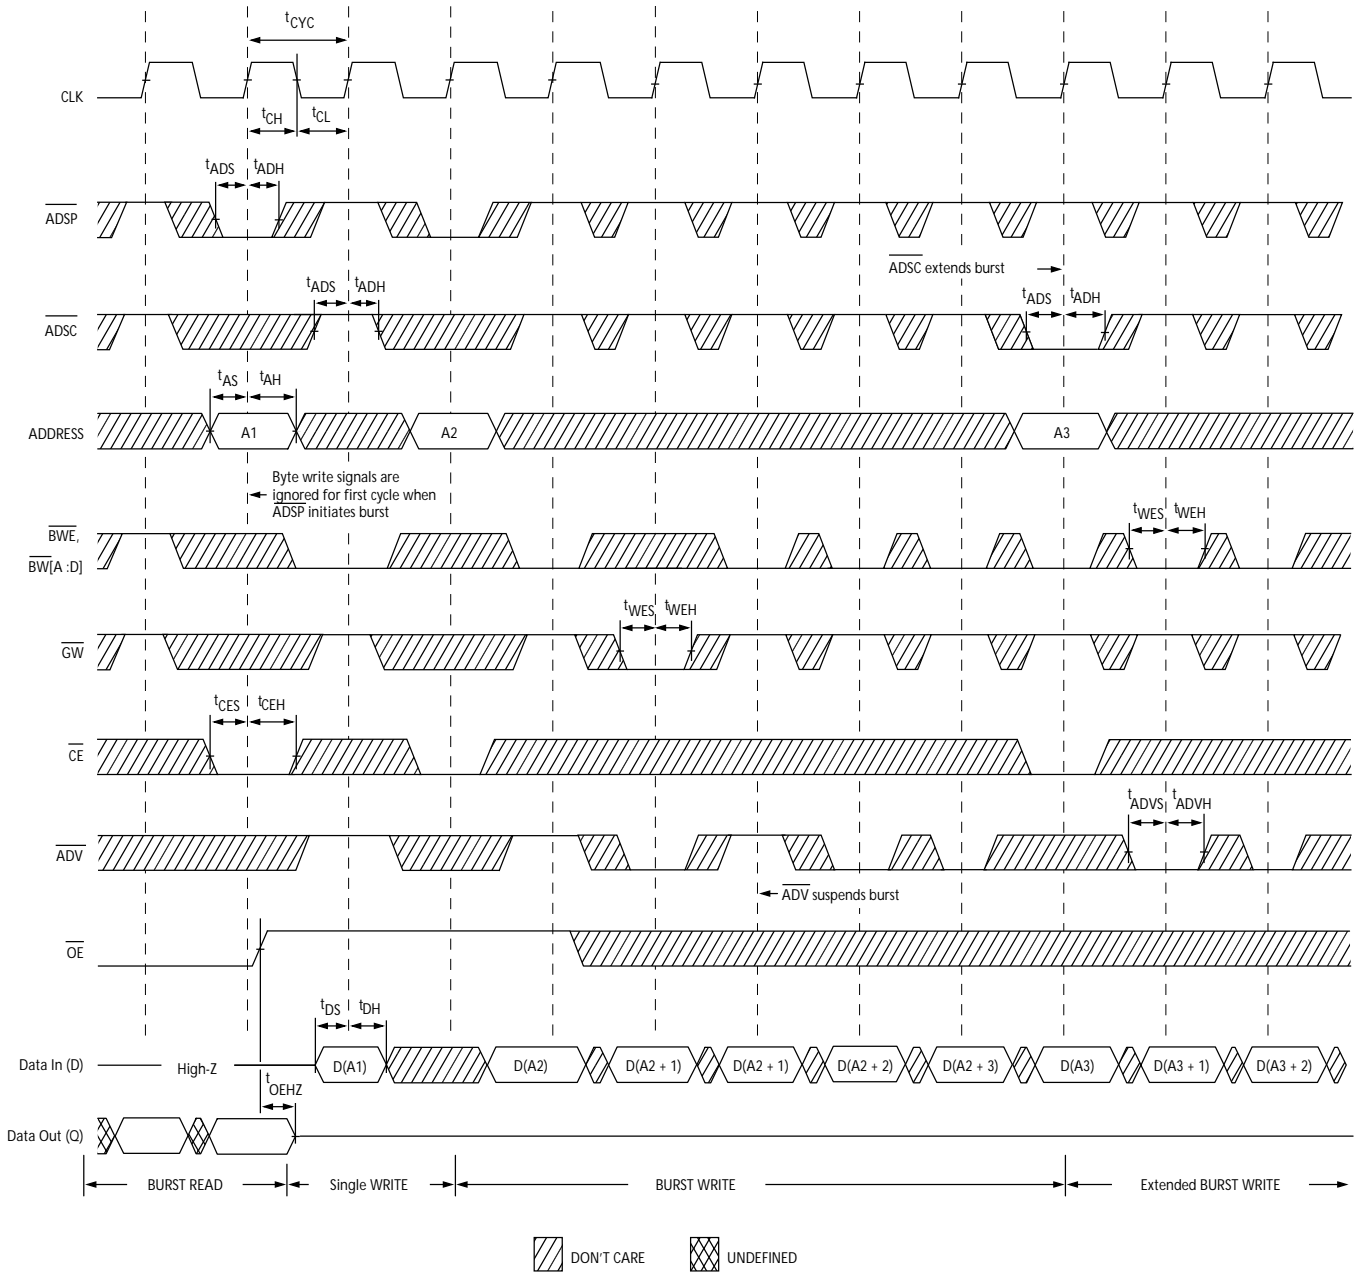 tCYC
CLK
tCH
tCL
tADS
tADH
ADSP
ADSC extends burst
tADS
tADH
tADS
tADH
ADSC
tAS
tAH
ADDRESS
A1
A2
A3
Byte write signals are
ignored for first cycle when
ADSP initiates burst
tWES
tWEH
BWE,
BW[A :D]
tWES
tWEH
GW
tCES
tCEH
CE
tADVS
tADVH
ADV
ADV suspends burst
OE
tDS
tDH
Data In (D)
High-Z
D(A1)
D(A2)
D(A2 + 1)
D(A2 + 1)
D(A2 + 2)
D(A2 + 3)
D(A3)
D(A3 + 1)
D(A3 + 2)
tOEHZ
Data Out (Q)
BURST READ
Single WRITE
BURST WRITE
Extended BURST WRITE
DON'T CARE
UNDEFINED